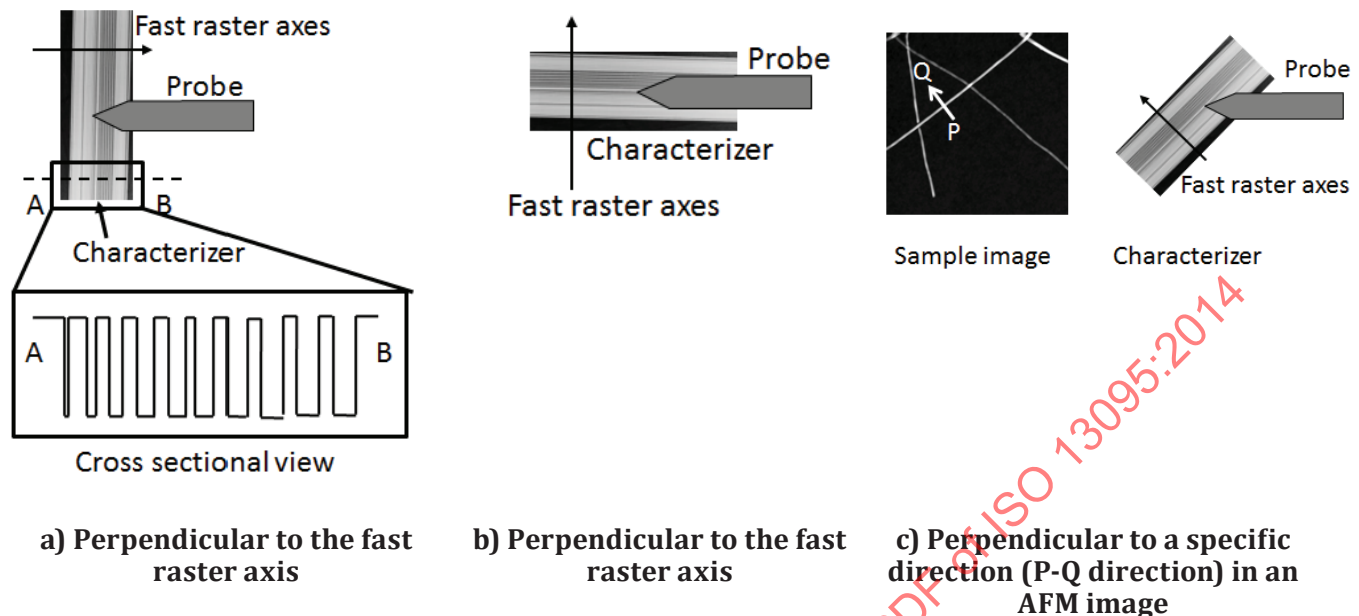 Fast raster axes
Probe
A
B
Characterizer
A
B
Cross sectional view
a) Perpendicular to the fast
raster axis
Probe
Characterizer
Fast raster axes
b) Perpendicular to the fast
raster axis
Q
P
Sample image
Probe
Fast raster axes
Characterizer
c) Perpendicular to a specific
direction (P-Q direction) in an
AFM image
PDF of ISO 13095:2014